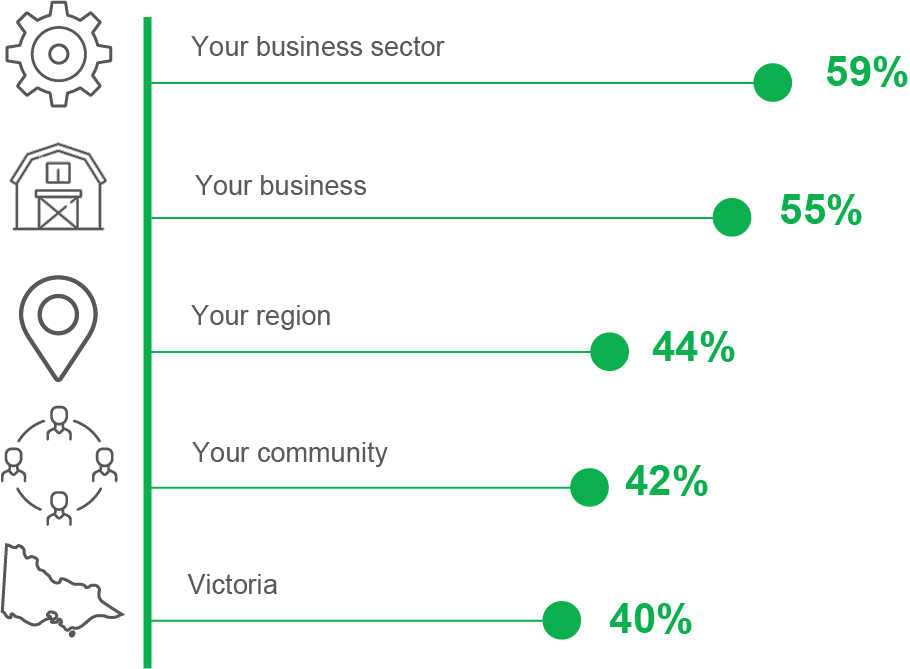 Your business sector
59%
Your business
55%
Your region
44%
Your community
42%
Victoria
40%